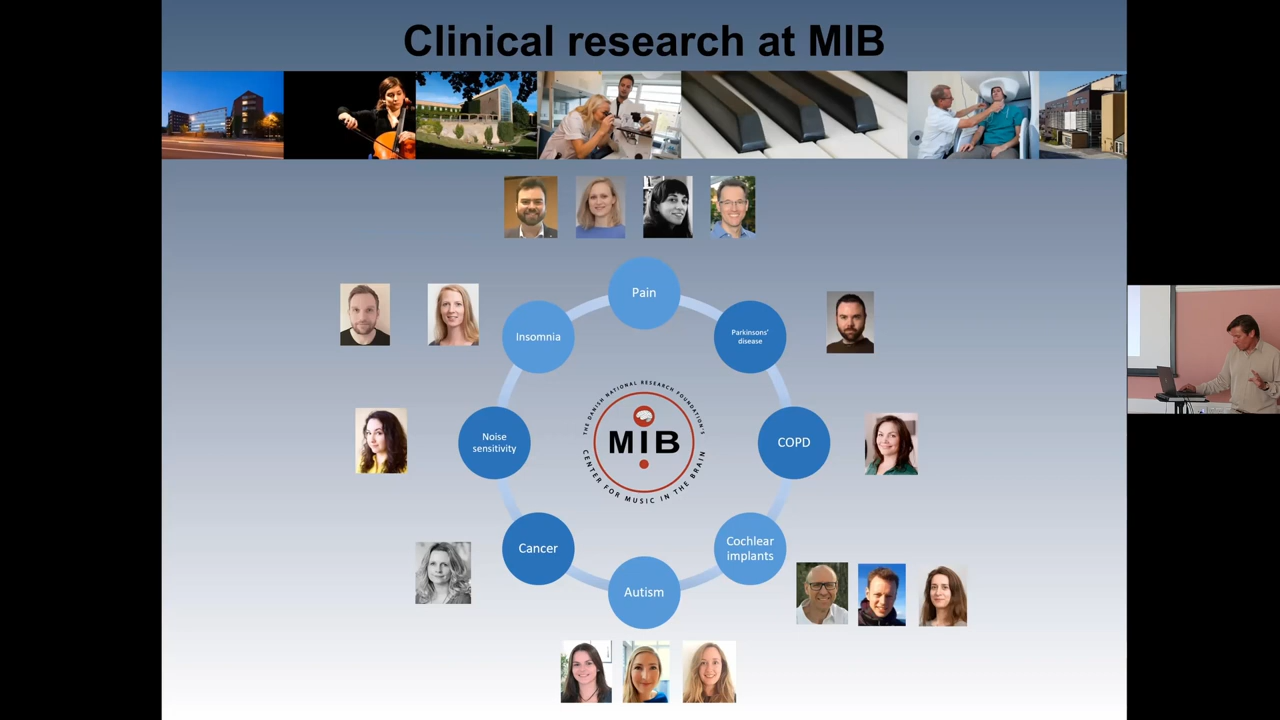 Clinical research at MIB
Pain
Insomnia
Parkinsons'
disease
Noise
sensitivity
THE DANISH NATIONAL RESEARCH FOUNDATION'S
MIB
CENTER FOR MUSIC IN THE BRAIN
COPD
Cancer
Cochlear
implants
Autism